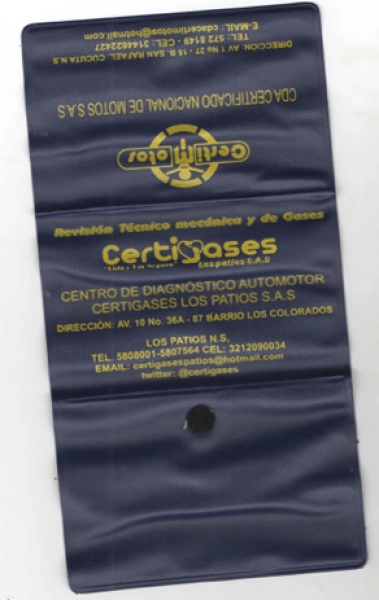 E-MAIL: cdacertimotos@hotmail.com
TEL: 572 8149 - CEL: 3144622427
DIRECCIÓN: AV 1 No 27 - 15 B. SAN RAFAEL, CUCUTA N.S
CDA CERTIFICADO NACIONAL DE MOTOS S.A.S
CertiMotos
Revisión Técnico mecánica y de Gases
CertiGases
Los patios S.A.S
CENTRO DE DIAGNÓSTICO AUTOMOTOR
CERTIGASES LOS PATIOS S.A.S
DIRECCIÓN: AV. 10 No. 36A - 87 BARRIO LOS COLORADOS
LOS PATIOS N.S,
TEL. 5808001-5807564 CEL: 3212090034
EMAIL: certigasespatios@hotmail.com
twitter: @certigases